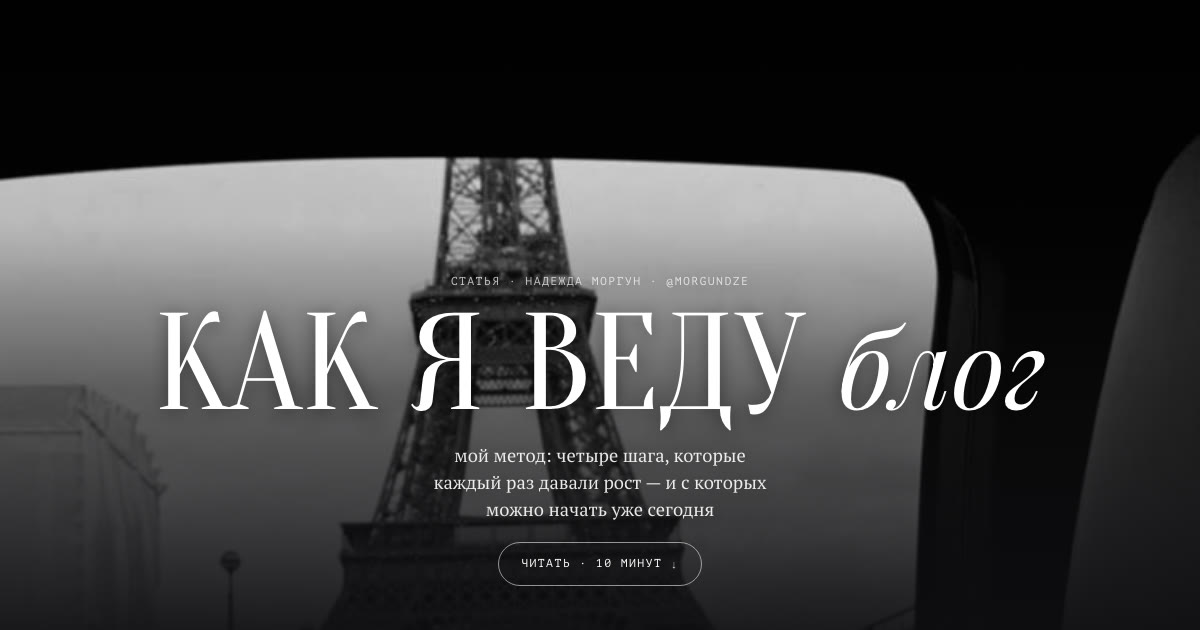 СТАТЬЯ · НАДЕЖДА МОРГУН · @MORGUNDZE
КАК Я ВЕДУ блог
мой метод: четыре шага, которые
каждый раз давали рост — и с которых
можно начать уже сегодня
ЧИТАТЬ · 10 МИНУТ ↓